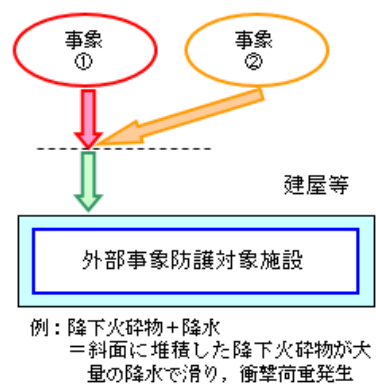 事象
①
事象
②
建屋等
外部事象防護対象施設
例：降下火砕物＋降水
＝斜面に堆積した降下火砕物が大
量の降水で滑り，衝撃荷重発生